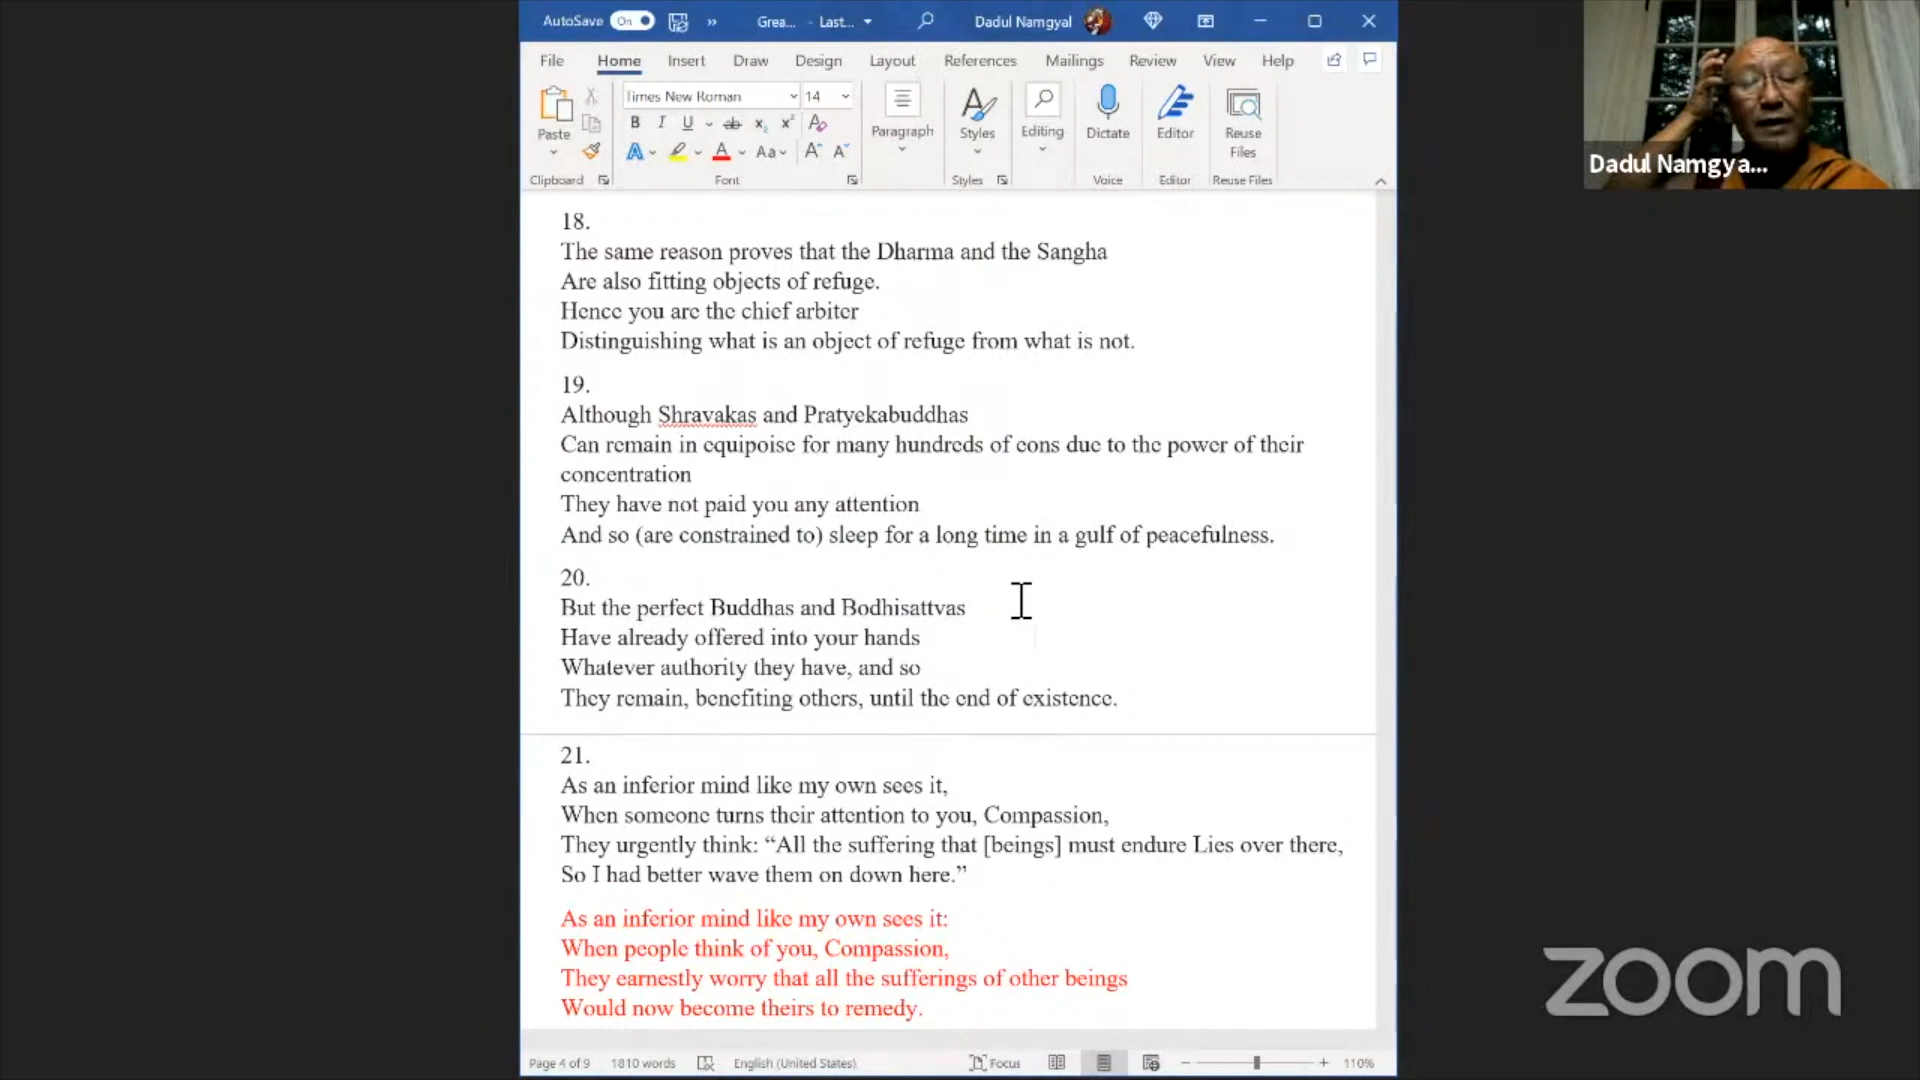 AutoSave On » Grea... - Last... Dadul Namgyal
File Home Insert Draw Design Layout References Mailings Review View Help
Times New Roman 14
Paste B I U ab x₂ x² A Paragraph Styles Editing Dictate Editor Reuse Files
A A Aa A A
Clipboard Font Styles Voice Editor Reuse Files
Dadul Namgya...
18.
The same reason proves that the Dharma and the Sangha
Are also fitting objects of refuge.
Hence you are the chief arbiter
Distinguishing what is an object of refuge from what is not.
19.
Although Shravakas and Pratyekabuddhas
Can remain in equipoise for many hundreds of eons due to the power of their
concentration
They have not paid you any attention
And so (are constrained to) sleep for a long time in a gulf of peacefulness.
20.
But the perfect Buddhas and Bodhisattvas
Have already offered into your hands
Whatever authority they have, and so
They remain, benefiting others, until the end of existence.
21.
As an inferior mind like my own sees it,
When someone turns their attention to you, Compassion,
They urgently think: “All the suffering that [beings] must endure Lies over there,
So I had better wave them on down here.”
As an inferior mind like my own sees it:
When people think of you, Compassion,
They earnestly worry that all the sufferings of other beings
Would now become theirs to remedy.
Page 4 of 9 1810 words English (United States) Focus − + 110%
zoom